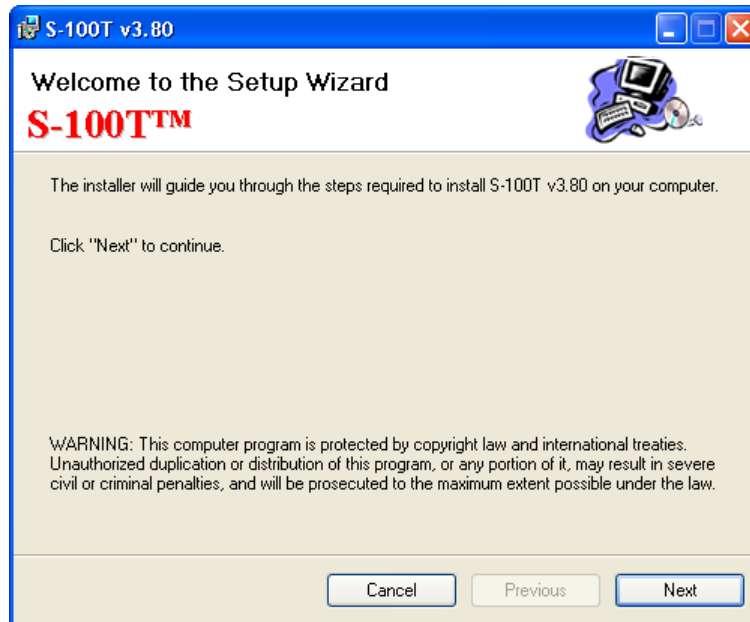 S-100T v3.80
Welcome to the Setup Wizard
S-100T™
The installer will guide you through the steps required to install S-100T v3.80 on your computer.
Click "Next" to continue.
WARNING: This computer program is protected by copyright law and international treaties.
Unauthorized duplication or distribution of this program, or any portion of it, may result in severe
civil or criminal penalties, and will be prosecuted to the maximum extent possible under the law.
Cancel Previous Next